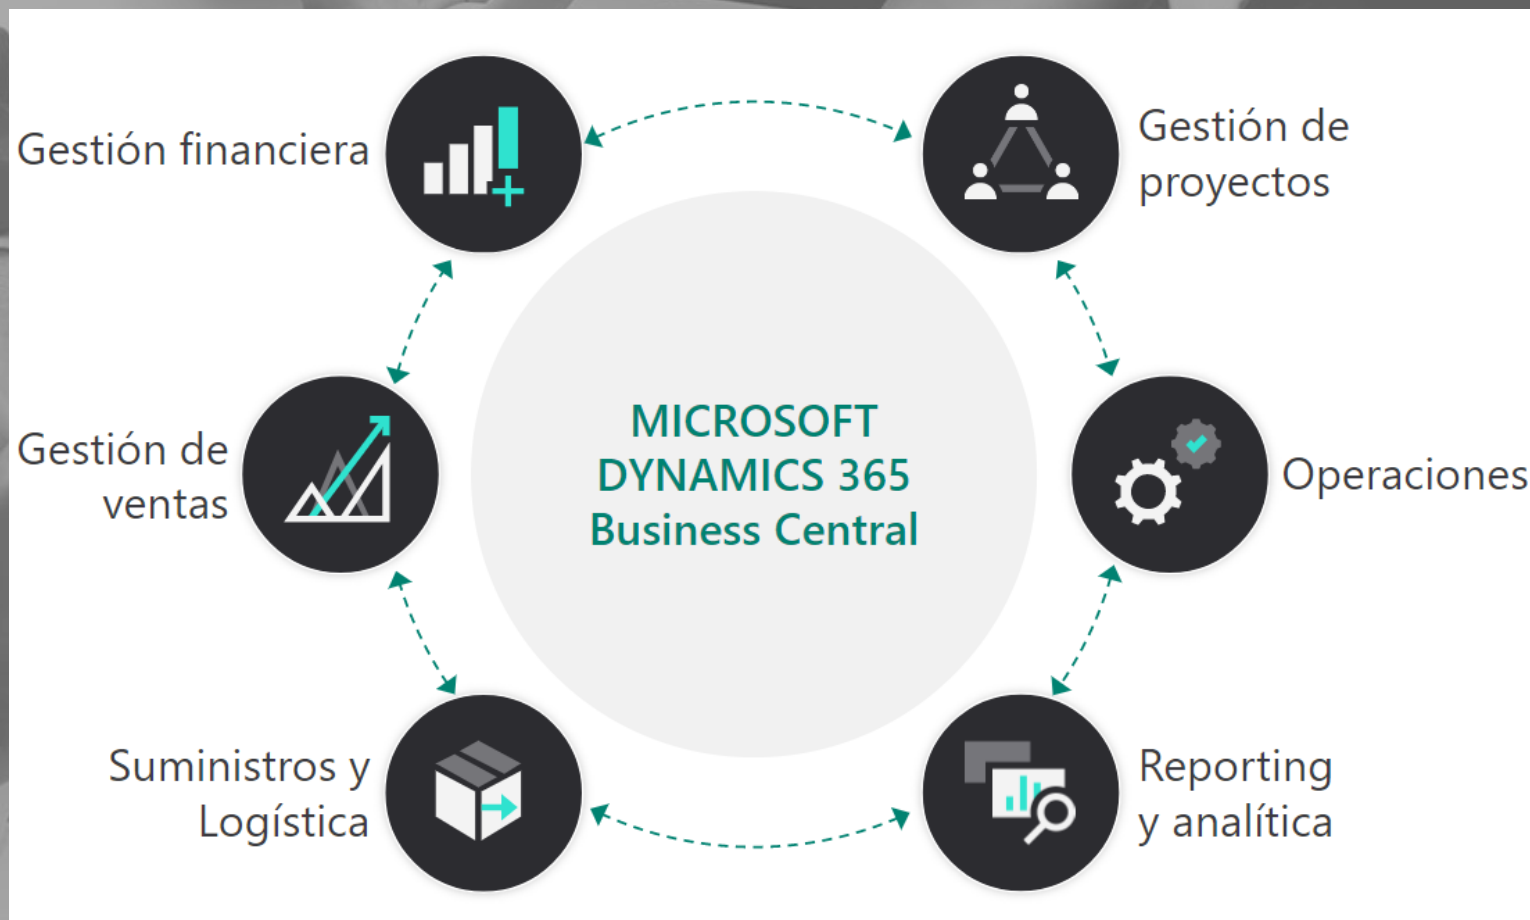 Gestión financiera
Gestión de
proyectos
Gestión de
ventas
MICROSOFT
DYNAMICS 365
Business Central
Operaciones
Suministros y
Logística
Reporting
y analítica